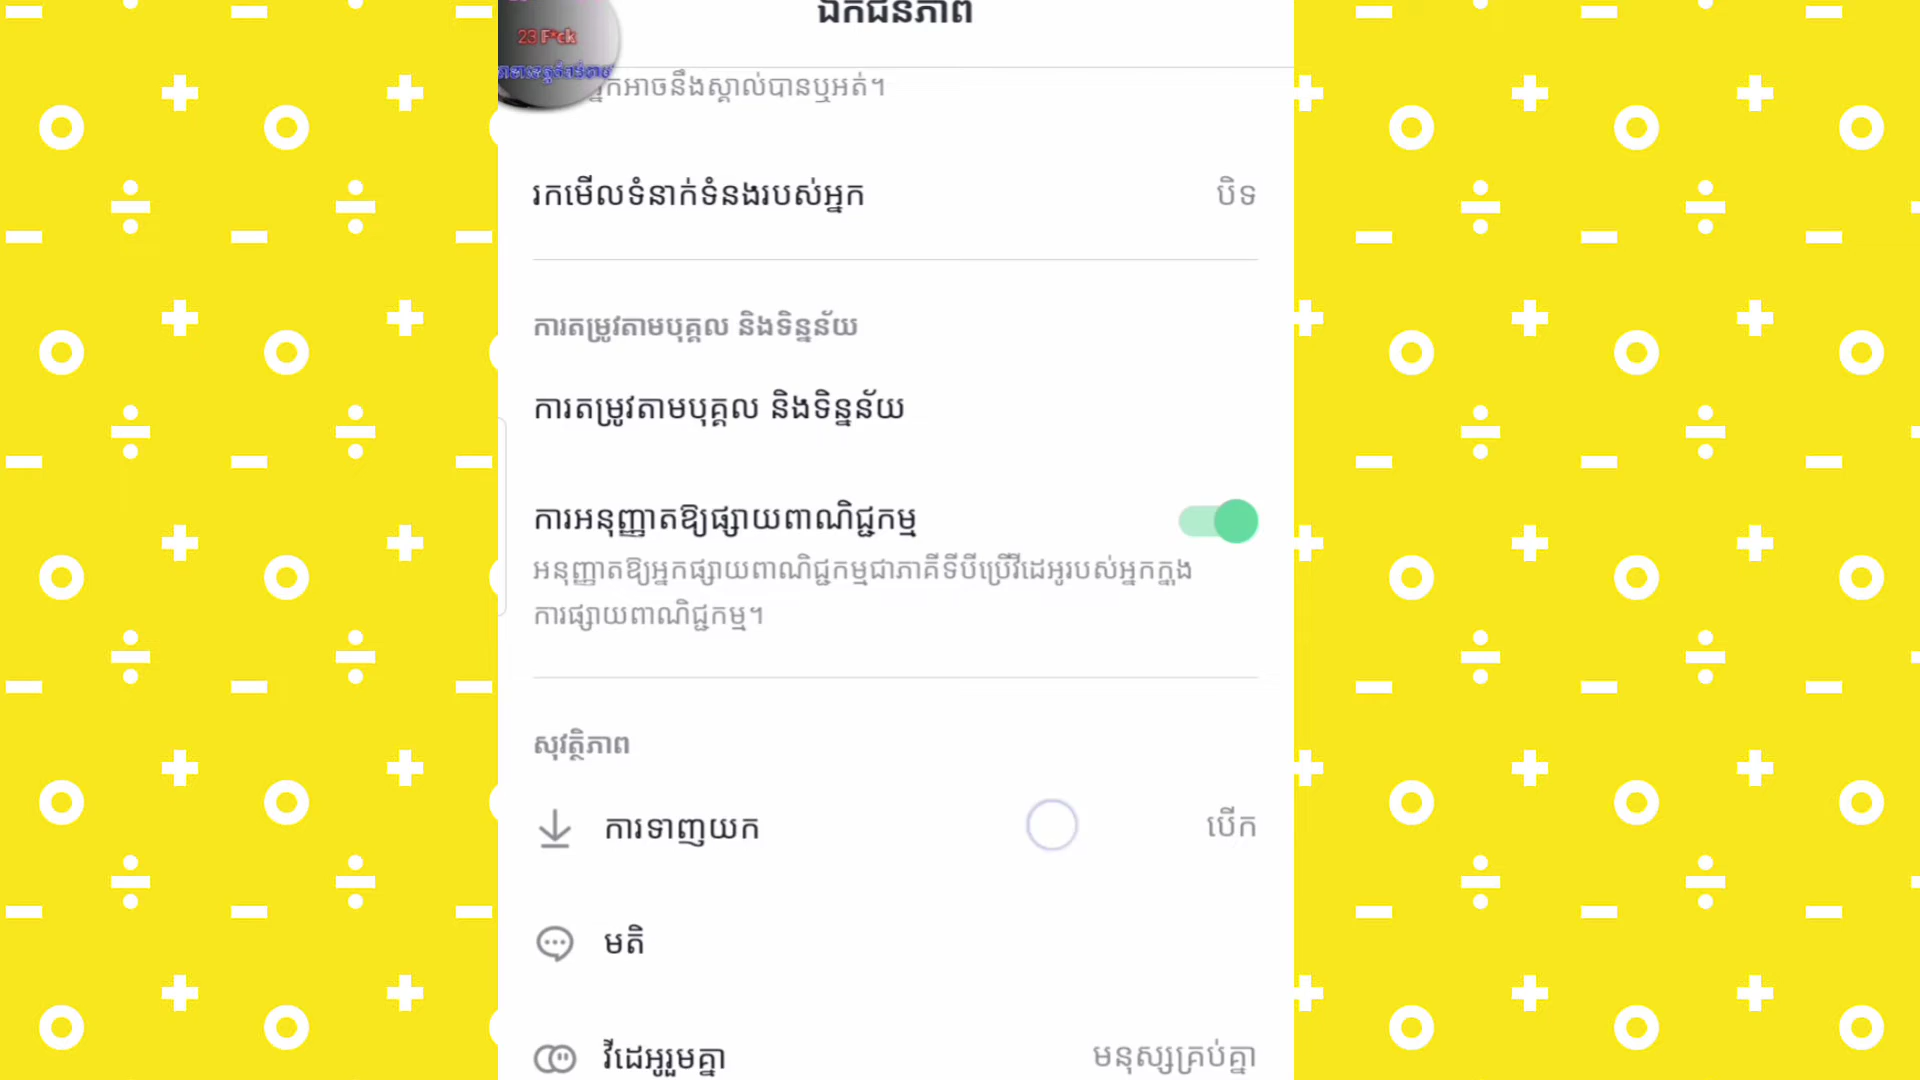 ឯកជនភាព
23 F*ck
អ្នកអាចនឹងស្គាល់បានឬអត់។
រកមើលទំនាក់ទំនងរបស់អ្នក
បិទ
ការតម្រូវតាមបុគ្គល និងទិន្នន័យ
ការតម្រូវតាមបុគ្គល និងទិន្នន័យ
ការអនុញ្ញាតឱ្យផ្សាយពាណិជ្ជកម្ម
អនុញ្ញាតឱ្យអ្នកផ្សាយពាណិជ្ជកម្មជាភាគីទីបីប្រើវីដេអូរបស់អ្នកក្នុង
ការផ្សាយពាណិជ្ជកម្ម។
សុវត្ថិភាព
ការទាញយក
បើក
មតិ
វីដេអូរួមគ្នា
មនុស្សគ្រប់គ្នា